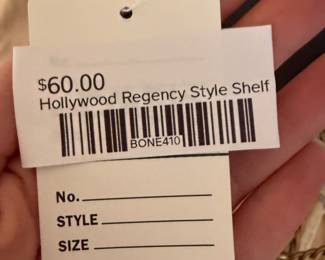 $60.00
Hollywood Regency Style Shelf
BONE410
No.
STYLE
SIZE